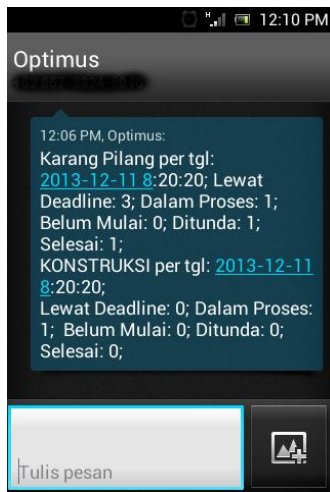 12:10 PM
Optimus
12:06 PM, Optimus:
Karang Pilang per tgl:
2013-12-11 8:20:20; Lewat
Deadline: 3; Dalam Proses: 1;
Belum Mulai: 0; Ditunda: 1;
Selesai: 1;
KONSTRUKSI per tgl: 2013-12-11
8:20:20;
Lewat Deadline: 0; Dalam Proses:
1; Belum Mulai: 0; Ditunda: 0;
Selesai: 0;
Tulis pesan